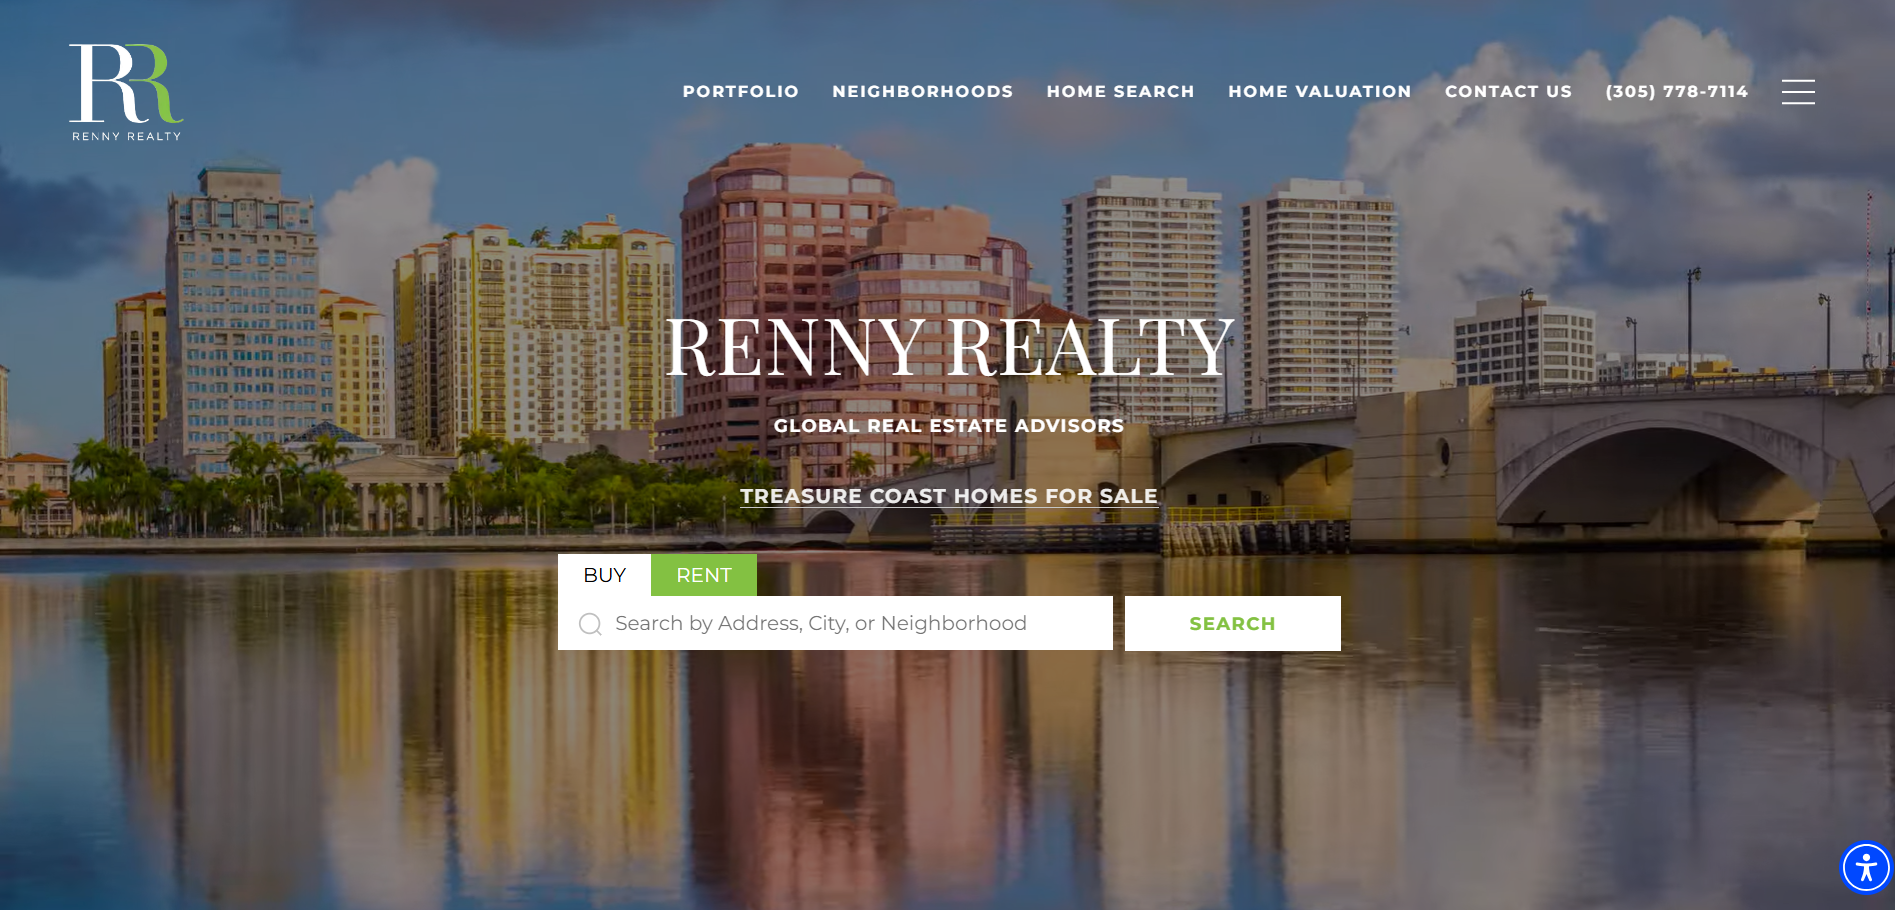 RR
RENNY REALTY
PORTFOLIO NEIGHBORHOODS HOME SEARCH HOME VALUATION CONTACT US (305) 778-7114
RENNY REALTY
GLOBAL REAL ESTATE ADVISORS
TREASURE COAST HOMES FOR SALE
BUY RENT
Search by Address, City, or Neighborhood SEARCH